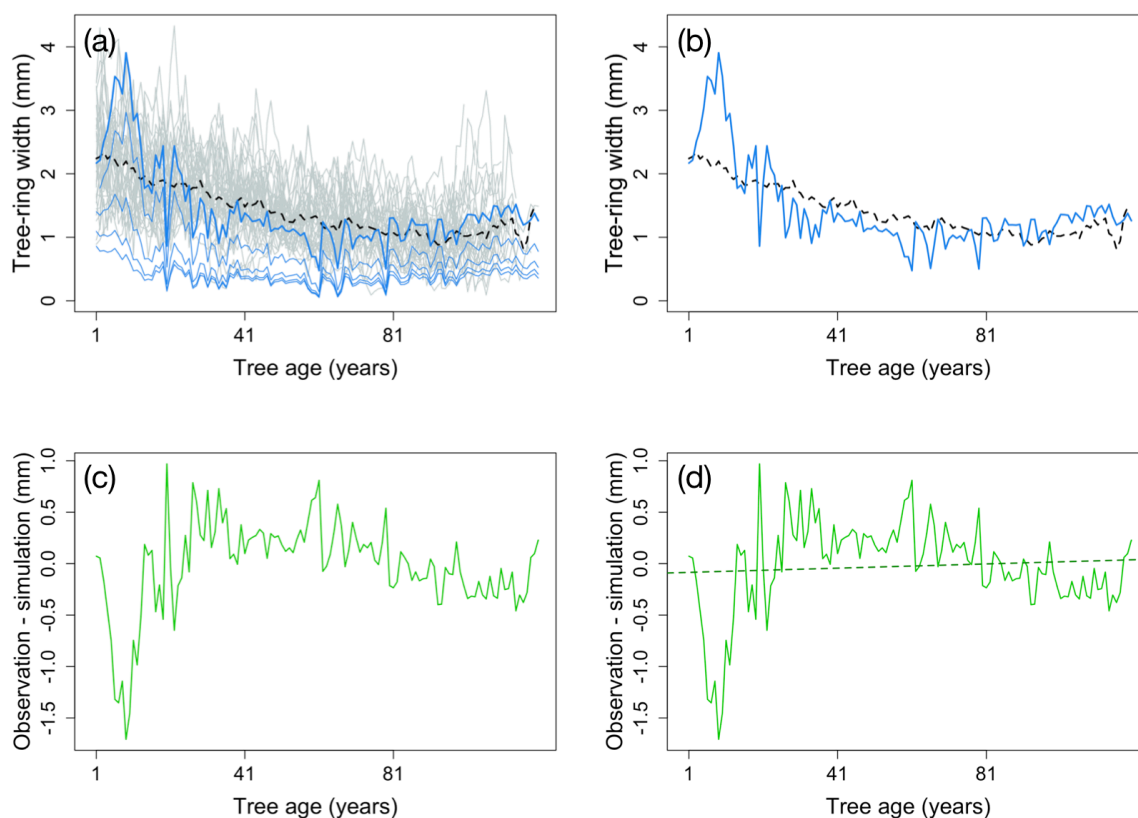 (a)
Tree-ring width (mm)
4
3
2
1
0
1 41 81
Tree age (years)
(b)
Tree-ring width (mm)
4
3
2
1
0
1 41 81
Tree age (years)
(c)
Observation - simulation (mm)
1.0
0.5
0.0
-0.5
-1.0
-1.5
1 41 81
Tree age (years)
(d)
Observation - simulation (mm)
1.0
0.5
0.0
-0.5
-1.0
-1.5
1 41 81
Tree age (years)